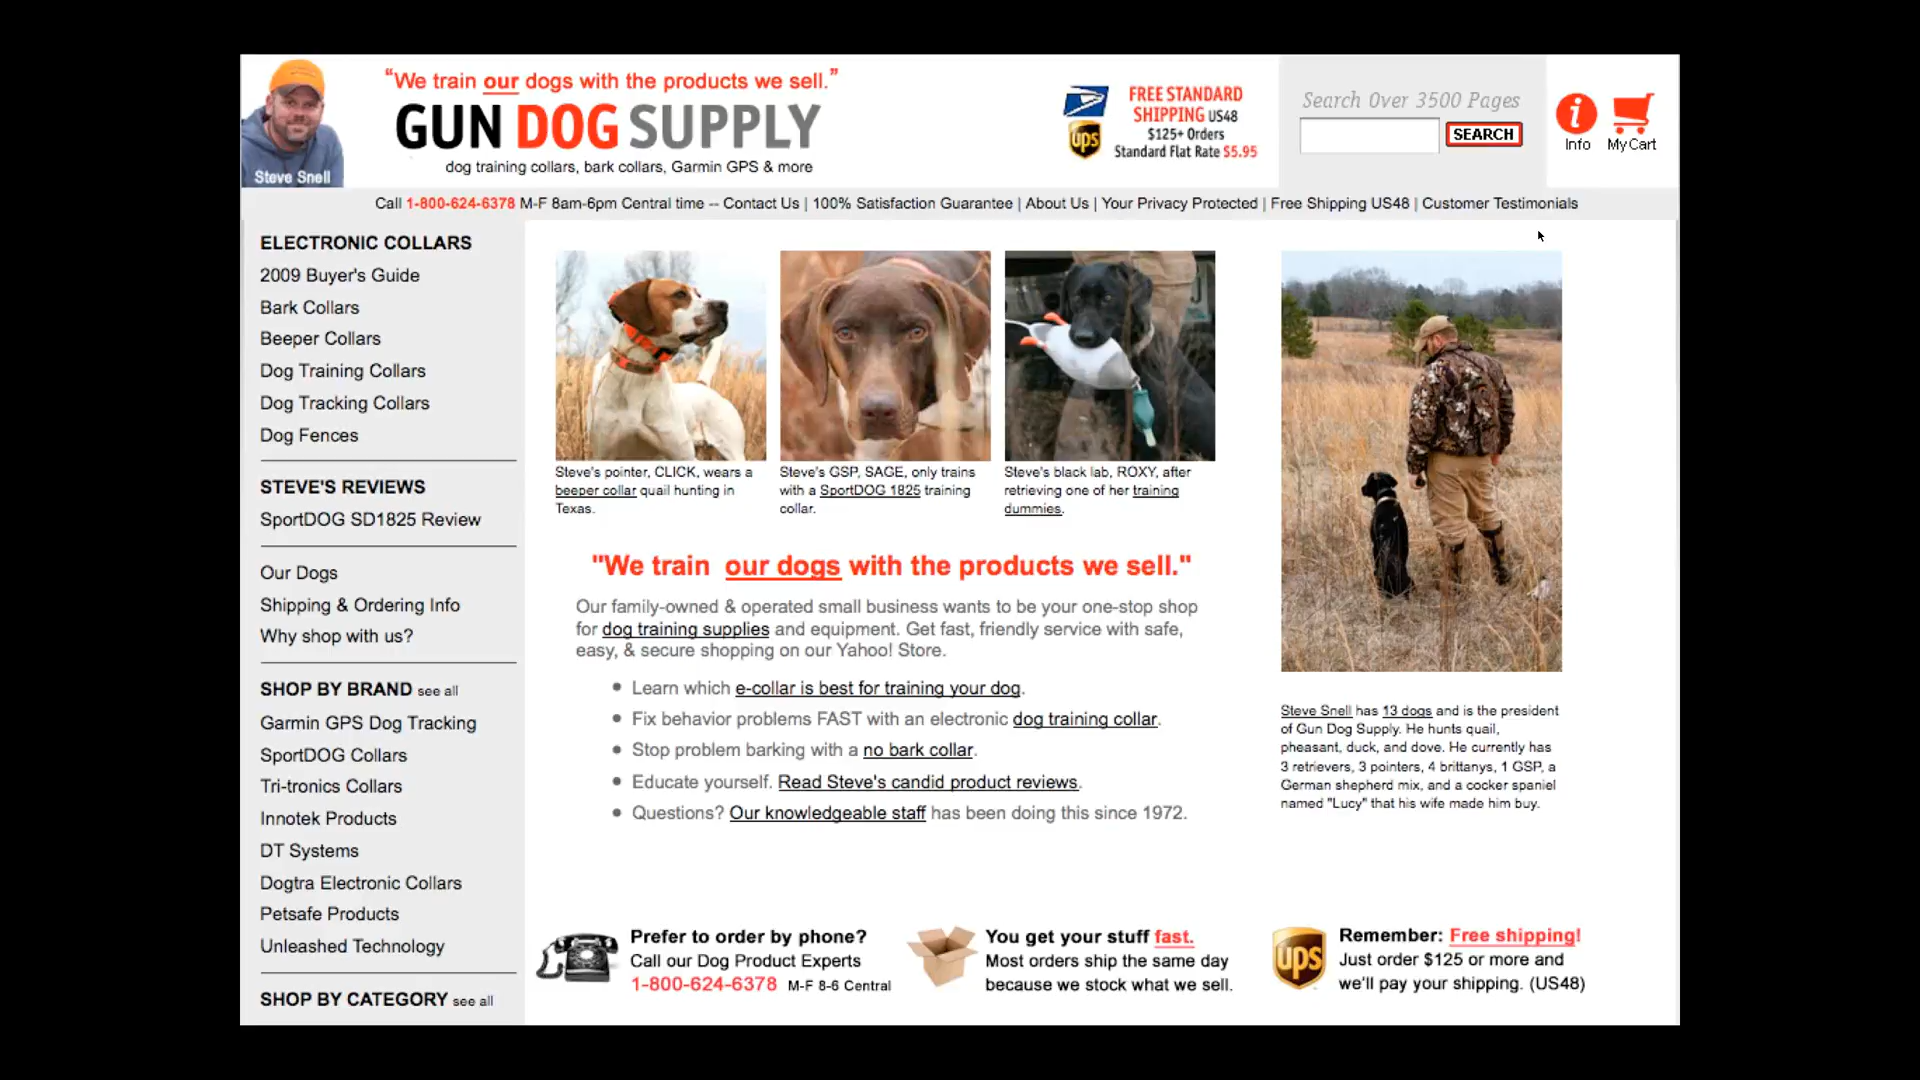 "We train our dogs with the products we sell."
GUN DOG SUPPLY
dog training collars, bark collars, Garmin GPS & more
Steve Snell
FREE STANDARD
SHIPPING US48
$125+ Orders
Standard Flat Rate $5.95
ups
Search Over 3500 Pages
SEARCH
i
Info
My Cart
Call 1-800-624-6378 M-F 8am-6pm Central time -- Contact Us | 100% Satisfaction Guarantee | About Us | Your Privacy Protected | Free Shipping US48 | Customer Testimonials
ELECTRONIC COLLARS
2009 Buyer's Guide
Bark Collars
Beeper Collars
Dog Training Collars
Dog Tracking Collars
Dog Fences
STEVE'S REVIEWS
SportDOG SD1825 Review
Our Dogs
Shipping & Ordering Info
Why shop with us?
SHOP BY BRAND see all
Garmin GPS Dog Tracking
SportDOG Collars
Tri-tronics Collars
Innotek Products
DT Systems
Dogtra Electronic Collars
Petsafe Products
Unleashed Technology
SHOP BY CATEGORY see all
Steve's pointer, CLICK, wears a
beeper collar quail hunting in
Texas.
Steve's GSP, SAGE, only trains
with a SportDOG 1825 training
collar.
Steve's black lab, ROXY, after
retrieving one of her training
dummies.
"We train our dogs with the products we sell."
Our family-owned & operated small business wants to be your one-stop shop
for dog training supplies and equipment. Get fast, friendly service with safe,
easy, & secure shopping on our Yahoo! Store.
Learn which e-collar is best for training your dog.
Fix behavior problems FAST with an electronic dog training collar.
Stop problem barking with a no bark collar.
Educate yourself. Read Steve's candid product reviews.
Questions? Our knowledgeable staff has been doing this since 1972.
Steve Snell has 13 dogs and is the president
of Gun Dog Supply. He hunts quail,
pheasant, duck, and dove. He currently has
3 retrievers, 3 pointers, 4 brittanys, 1 GSP, a
German shepherd mix, and a cocker spaniel
named "Lucy" that his wife made him buy.
Prefer to order by phone?
Call our Dog Product Experts
1-800-624-6378 M-F 8-6 Central
You get your stuff fast.
Most orders ship the same day
because we stock what we sell.
ups
Remember: Free shipping!
Just order $125 or more and
we'll pay your shipping. (US48)